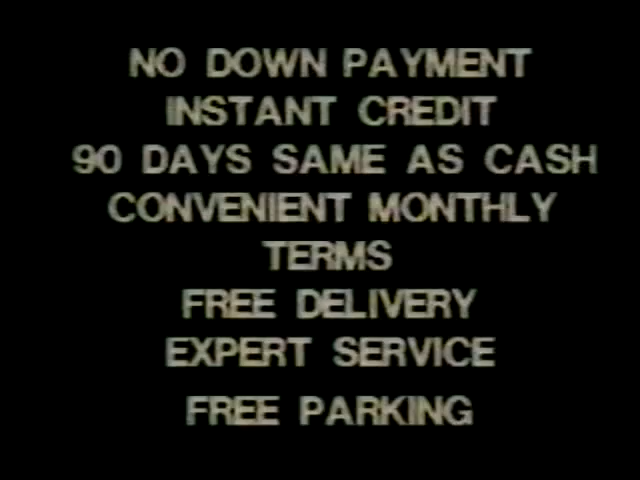 NO DOWN PAYMENT
INSTANT CREDIT
90 DAYS SAME AS CASH
CONVENIENT MONTHLY
TERMS
FREE DELIVERY
EXPERT SERVICE
FREE PARKING